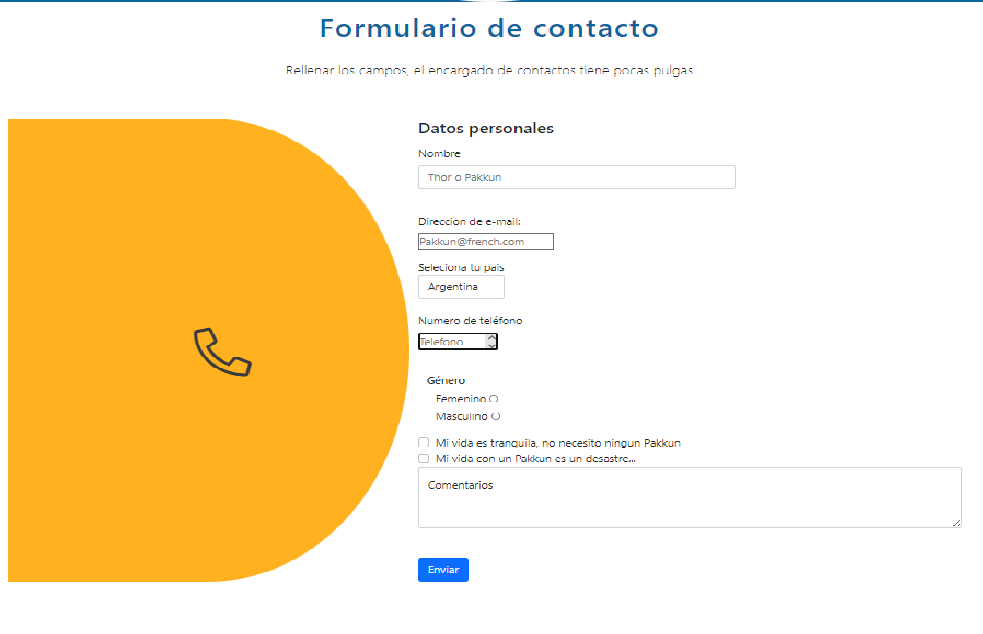 Formulario de contacto
Rellenar los campos, el encargado de contactos tiene pocas pulgas
Datos personales
Nombre
Thor o Pakkun
Direccion de e-mail:
Pakkun@french.com
Seleciona tu país
Argentina
Numero de teléfono
Telefono
Género
Femenino
Masculino
Mi vida es tranquila, no necesito ningun Pakkun
Mi vida con un Pakkun es un desastre...
Comentarios
Enviar